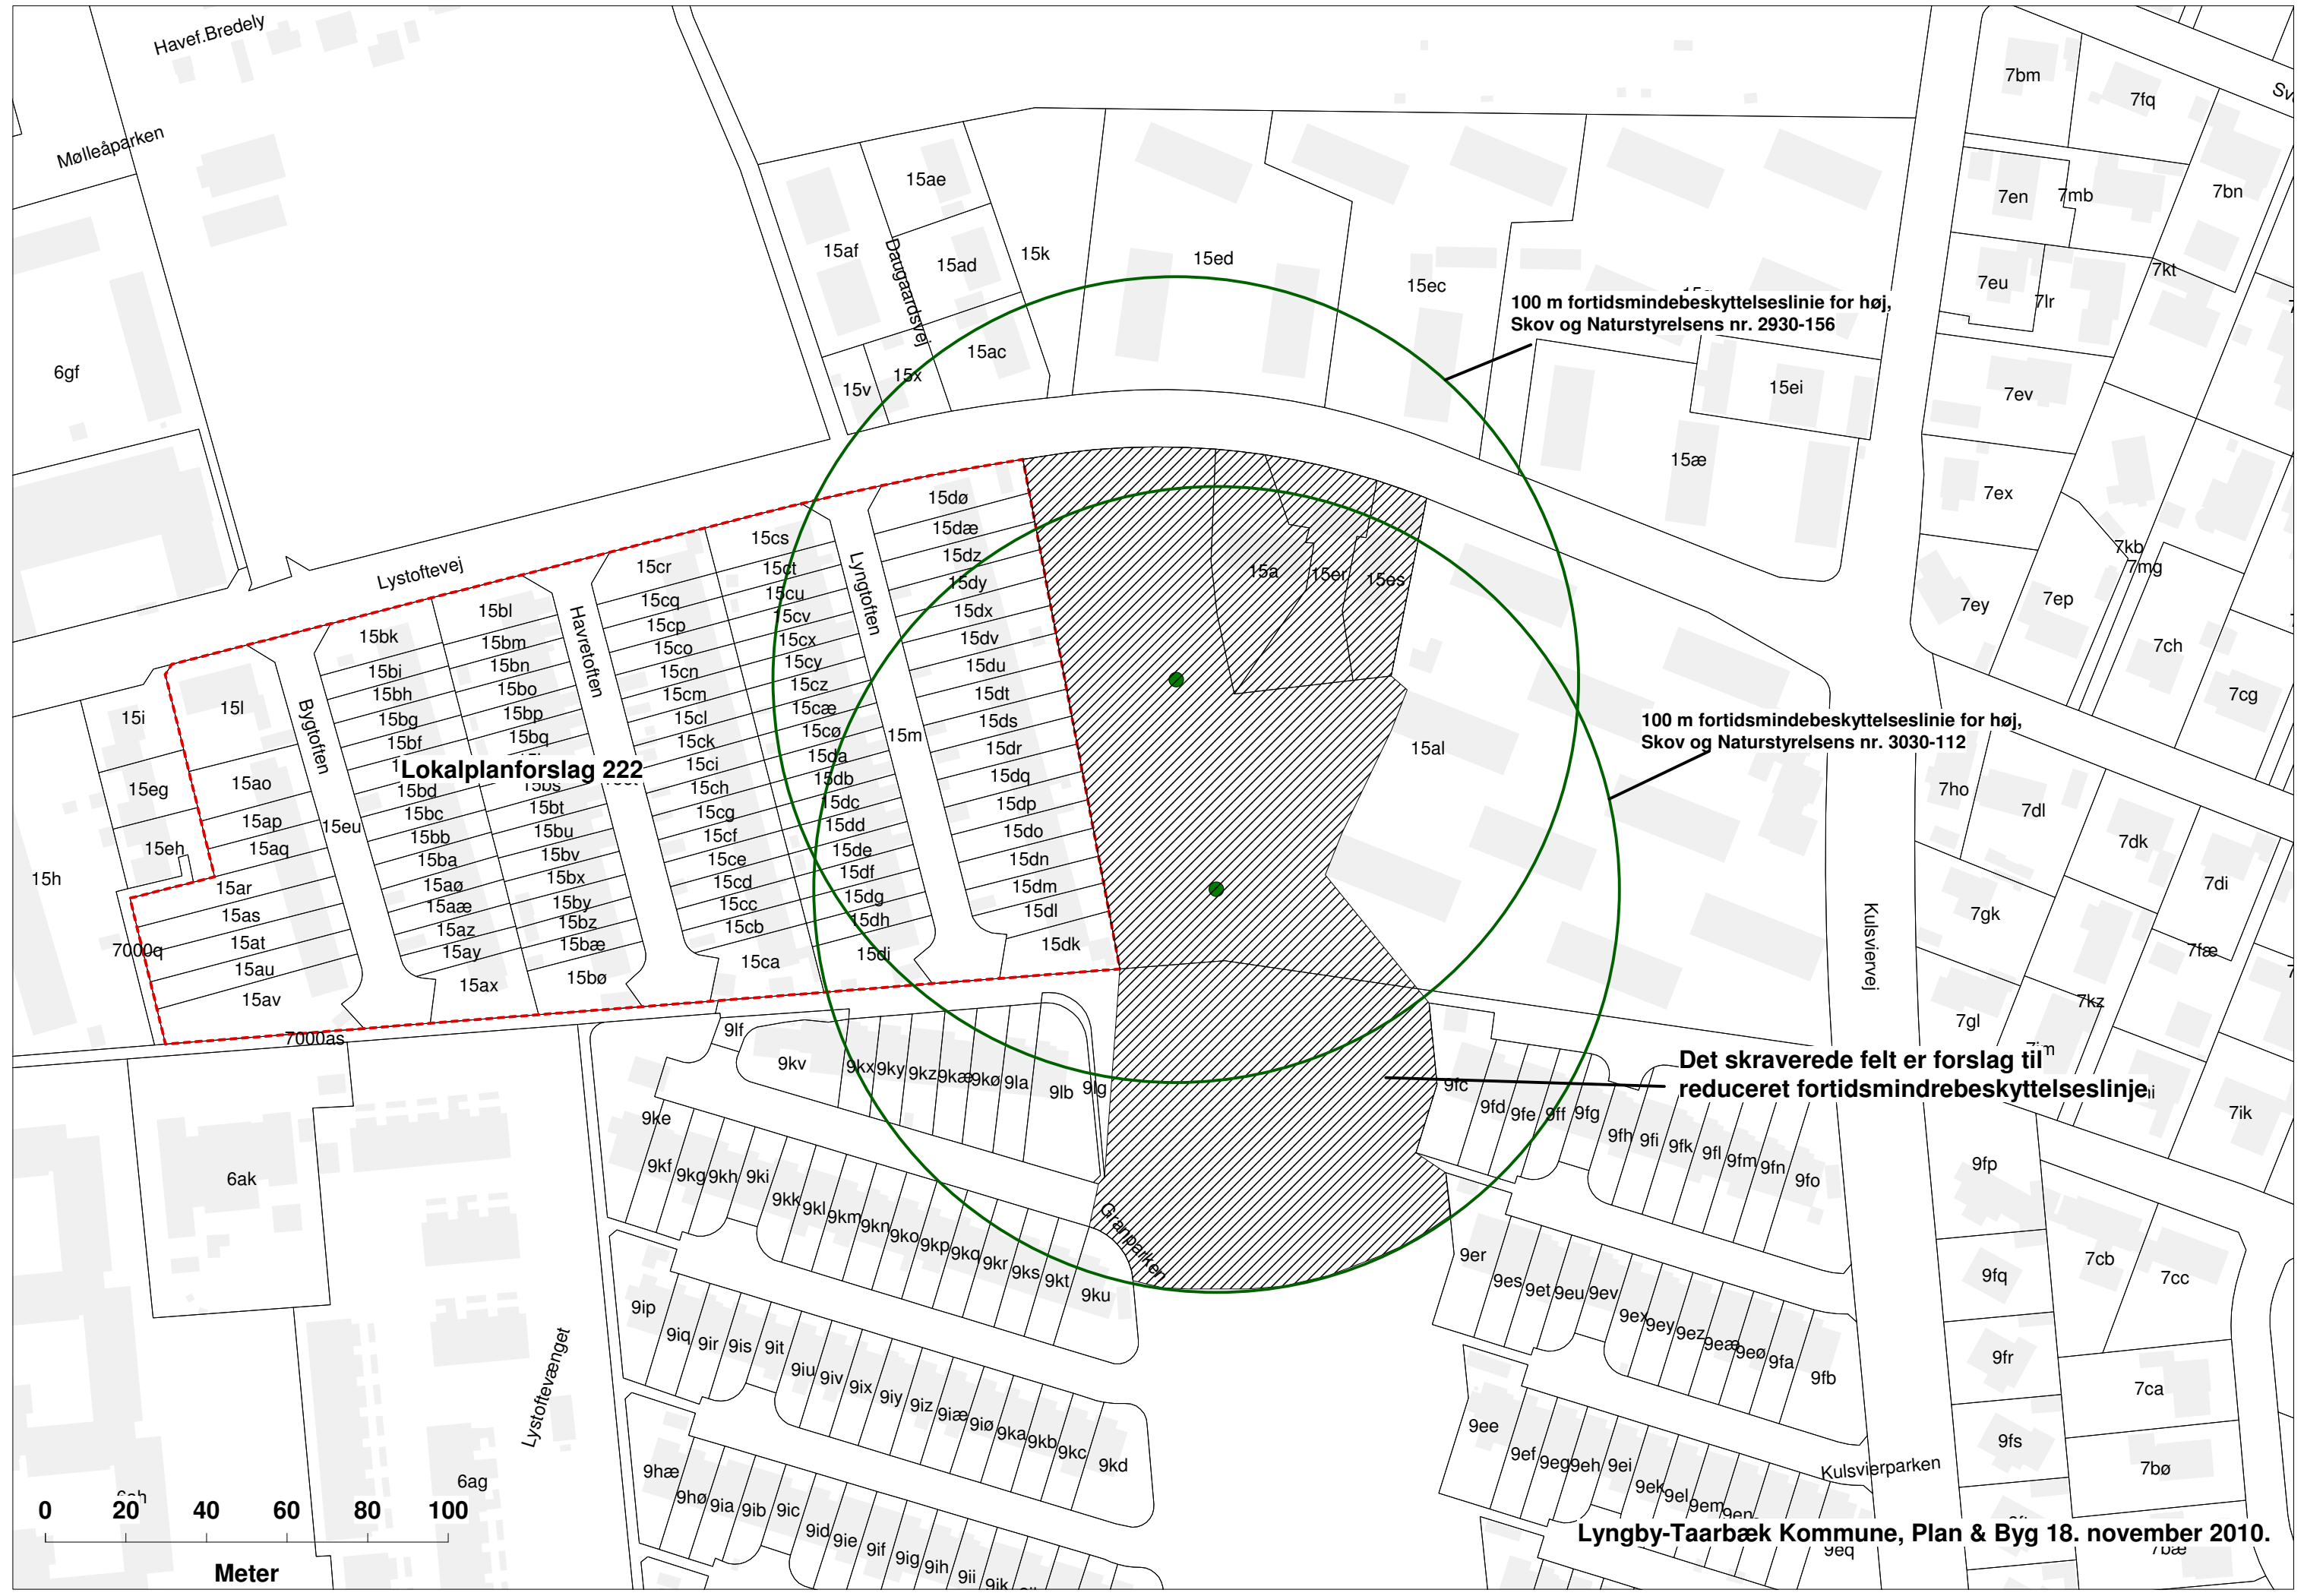 Havef.Bredely
Mølleåparken
6gf
15af
15ae
15ad
15k
15ac
15x
15v
Daugaardsvej
15ed
15ec
100 m fortidsmindebeskyttelseslinie for høj,
Skov og Naturstyrelsens nr. 2930-156
15ei
15æ
7bm
7fq
7en
7mb
7bn
7eu
7lr
7kt
7ev
7ex
7kb
7mg
7ey
7ep
7ch
7cg
Lystoftevej
15dø
15dæ
15dz
15dy
15dx
15dv
15du
15dt
15ds
15dr
15dq
15dp
15do
15dn
15dm
15dl
15dk
Lyngtoften
15m
15cs
15ct
15cu
15cv
15cx
15cy
15cz
15cæ
15cø
15da
15db
15dc
15dd
15de
15df
15dg
15dh
15di
15cr
15cq
15cp
15co
15cn
15cm
15cl
15ck
15ci
15ch
15cg
15cf
15ce
15cd
15cc
15cb
15ca
Havretoften
15bl
15bm
15bn
15bo
15bp
15bq
15bs
15bt
15bu
15bv
15bx
15by
15bz
15bæ
15bø
15bk
15bi
15bh
15bg
15bf
15bd
15bc
15bb
15ba
15aø
15aæ
15az
15ay
15ax
Lokalplanforslag 222
Bygtoften
15eu
15l
15ao
15ap
15aq
15ar
15as
15at
15au
15av
15i
15eg
15eh
15h
7000q
7000as
15a
15er
15es
15al
100 m fortidsmindebeskyttelseslinie for høj,
Skov og Naturstyrelsens nr. 3030-112
7ho
7dl
7dk
7di
7gk
7fæ
7gl
7kz
7ik
Kulsviervej
Det skraverede felt er forslag til
reduceret fortidsmindrebeskyttelseslinje
9lf
9kv
9kx
9ky
9kz
9kæ
9kø
9la
9lb
9lg
9ke
9kf
9kg
9kh
9ki
9kk
9kl
9km
9kn
9ko
9kp
9kq
9kr
9ks
9kt
9ku
Granparken
9fc
9fd
9fe
9ff
9fg
9fh
9fi
9fk
9fl
9fm
9fn
9fo
9fp
9er
9es
9et
9eu
9ev
9ex
9ey
9ez
9eæ
9eø
9fa
9fb
9fq
9fr
9fs
7cb
7cc
7ca
7bø
7bæ
9ip
9iq
9ir
9is
9it
9iu
9iv
9ix
9iy
9iz
9iæ
9iø
9ka
9kb
9kc
9kd
9ee
9ef
9eg
9eh
9ei
9ek
9el
9em
9en
9eq
Kulsvierparken
9hæ
9hø
9ia
9ib
9ic
9id
9ie
9if
9ig
9ih
9ii
9ik
6ak
6ag
Lystoftevænget
0 20 40 60 80 100
Meter
Lyngby-Taarbæk Kommune, Plan & Byg 18. november 2010.